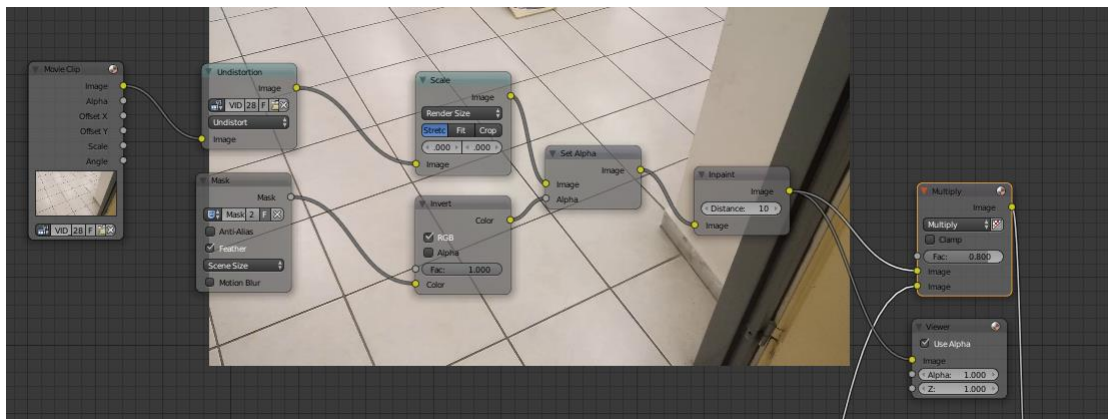 Movie Clip
Image
Alpha
Offset X
Offset Y
Scale
Angle
VID 28 F
Undistortion
Image
VID 28 F
Undistort
Image
Mask
Mask
Mask 2 F
Anti-Alias
Feather
Scene Size
Motion Blur
Scale
Image
Render Size
Stretc Fit Crop
.000 .000
Image
Invert
Color
RGB
Alpha
Fac: 1.000
Color
Set Alpha
Image
Image
Alpha
Inpaint
Image
Distance: 10
Image
Multiply
Image
Multiply
Clamp
Fac: 0.800
Image
Image
Viewer
Use Alpha
Image
Alpha: 1.000
Z: 1.000